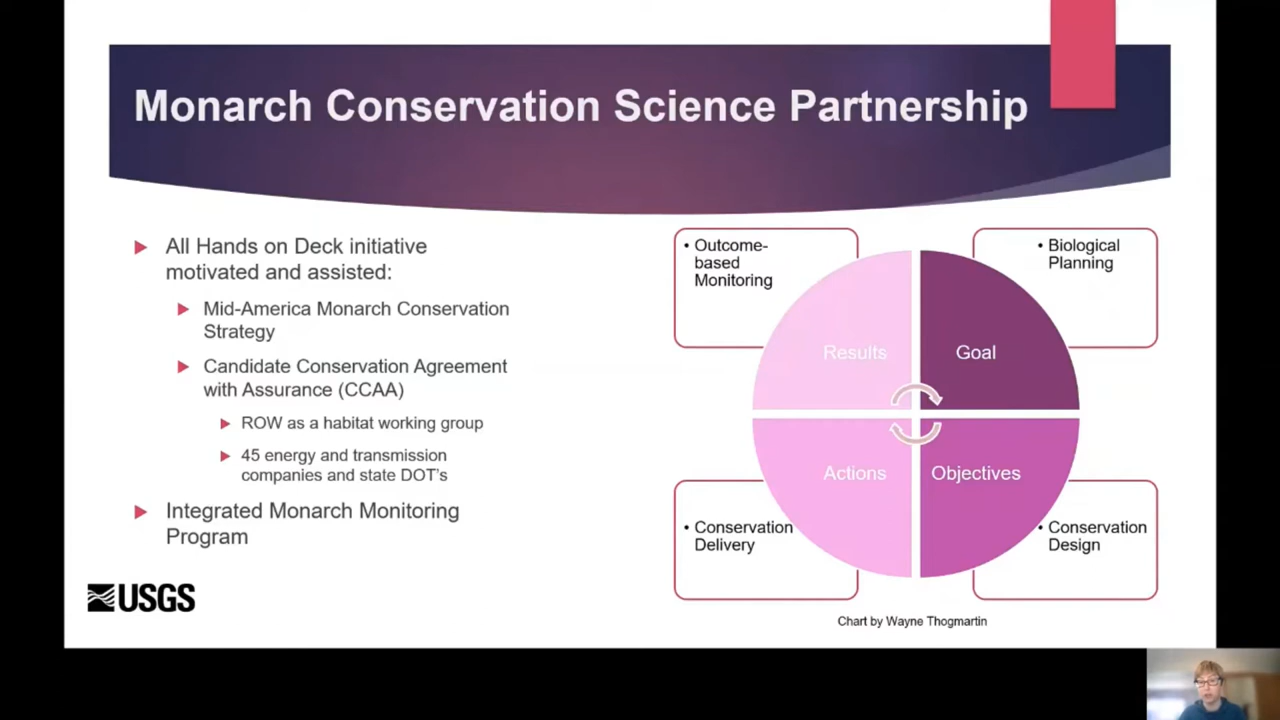 Monarch Conservation Science Partnership
All Hands on Deck initiative
motivated and assisted:
Mid-America Monarch Conservation
Strategy
Candidate Conservation Agreement
with Assurance (CCAA)
ROW as a habitat working group
45 energy and transmission
companies and state DOT's
Integrated Monarch Monitoring
Program
USGS
• Outcome-
based
Monitoring
• Biological
Planning
Results
Goal
Actions
Objectives
• Conservation
Delivery
• Conservation
Design
Chart by Wayne Thogmartin